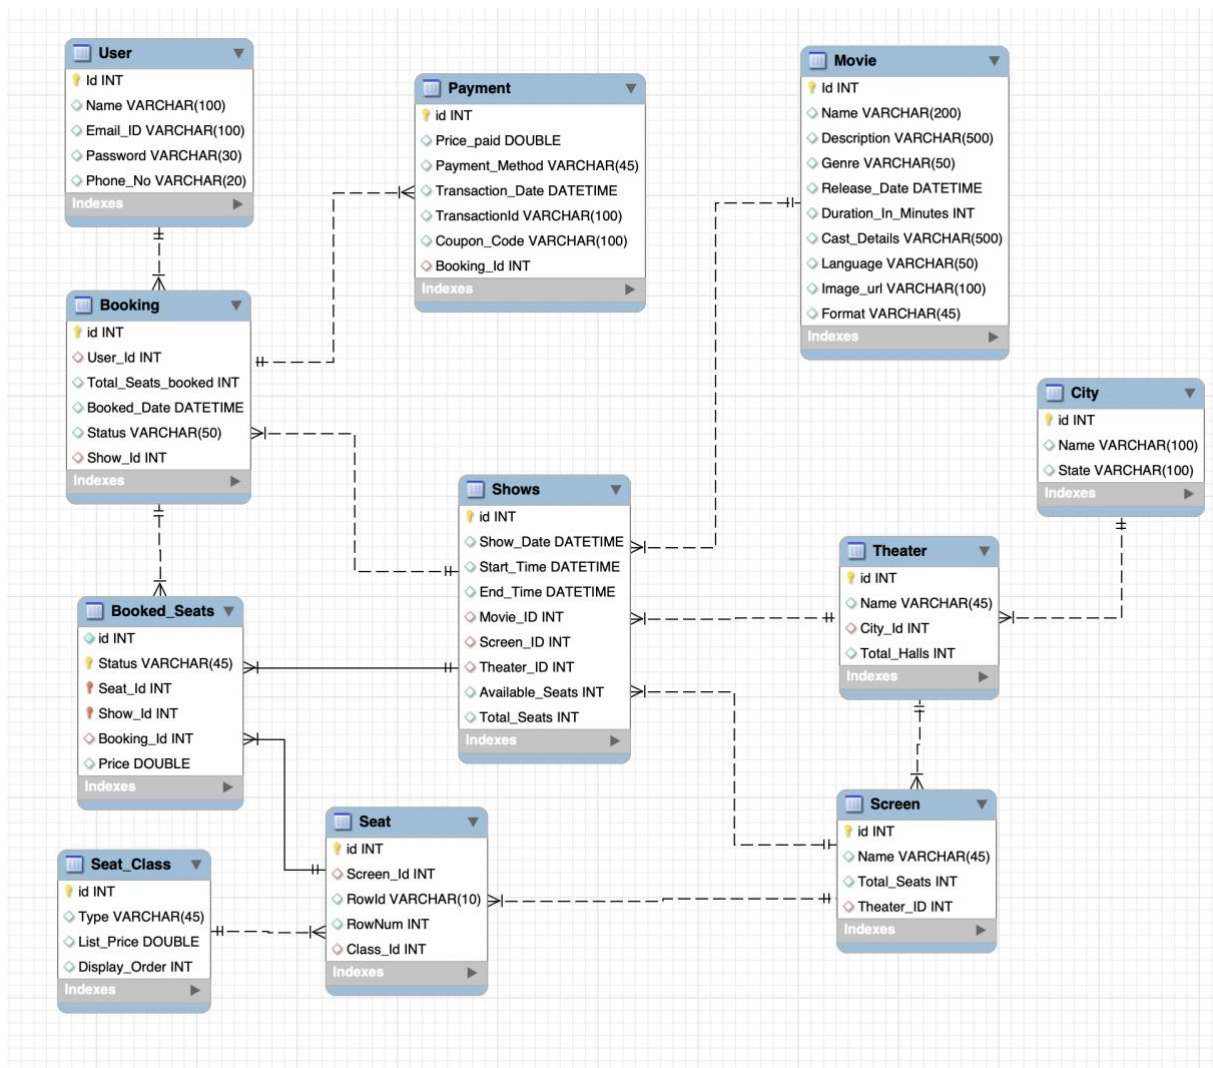 User
Id INT
Name VARCHAR(100)
Email_ID VARCHAR(100)
Password VARCHAR(30)
Phone_No VARCHAR(20)
Indexes
Payment
id INT
Price_paid DOUBLE
Payment_Method VARCHAR(45)
Transaction_Date DATETIME
TransactionId VARCHAR(100)
Coupon_Code VARCHAR(100)
Booking_Id INT
Indexes
Movie
Id INT
Name VARCHAR(200)
Description VARCHAR(500)
Genre VARCHAR(50)
Release_Date DATETIME
Duration_In_Minutes INT
Cast_Details VARCHAR(500)
Language VARCHAR(50)
Image_url VARCHAR(100)
Format VARCHAR(45)
Indexes
Booking
id INT
User_Id INT
Total_Seats_booked INT
Booked_Date DATETIME
Status VARCHAR(50)
Show_Id INT
Indexes
City
id INT
Name VARCHAR(100)
State VARCHAR(100)
Indexes
Shows
id INT
Show_Date DATETIME
Start_Time DATETIME
End_Time DATETIME
Movie_ID INT
Screen_ID INT
Theater_ID INT
Available_Seats INT
Total_Seats INT
Indexes
Theater
id INT
Name VARCHAR(45)
City_Id INT
Total_Halls INT
Indexes
Booked_Seats
id INT
Status VARCHAR(45)
Seat_Id INT
Show_Id INT
Booking_Id INT
Price DOUBLE
Indexes
Screen
id INT
Name VARCHAR(45)
Total_Seats INT
Theater_ID INT
Indexes
Seat
id INT
Screen_Id INT
RowId VARCHAR(10)
RowNum INT
Class_Id INT
Indexes
Seat_Class
id INT
Type VARCHAR(45)
List_Price DOUBLE
Display_Order INT
Indexes